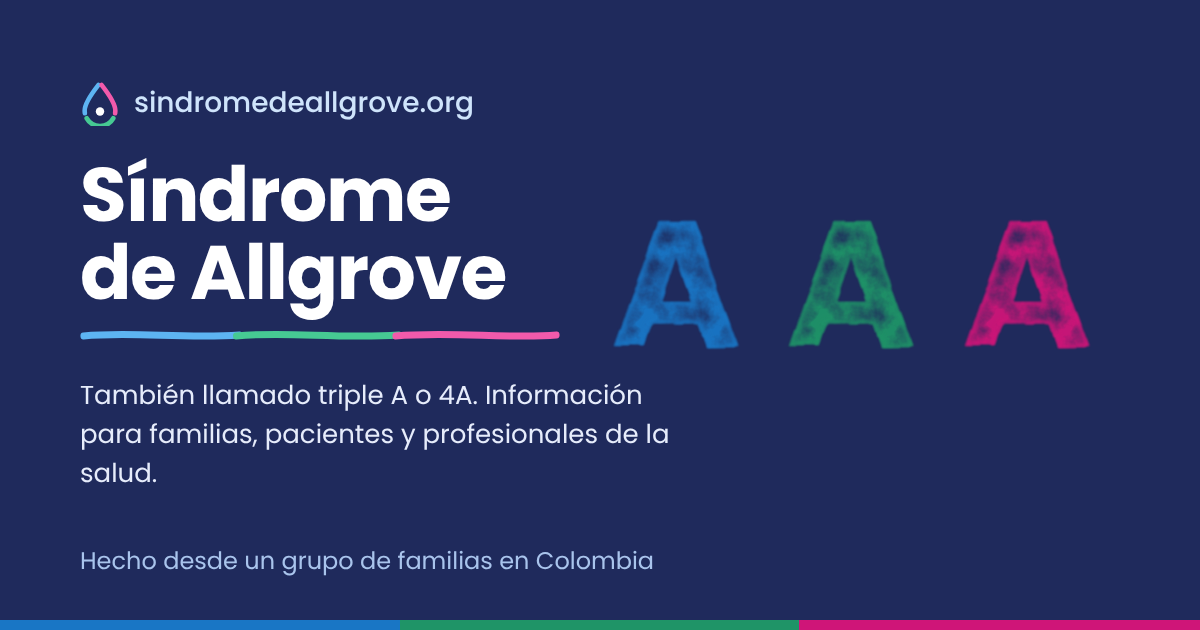 sindromedeallgrove.org
Síndrome
de Allgrove
A A A
También llamado triple A o 4A. Información
para familias, pacientes y profesionales de la
salud.
Hecho desde un grupo de familias en Colombia